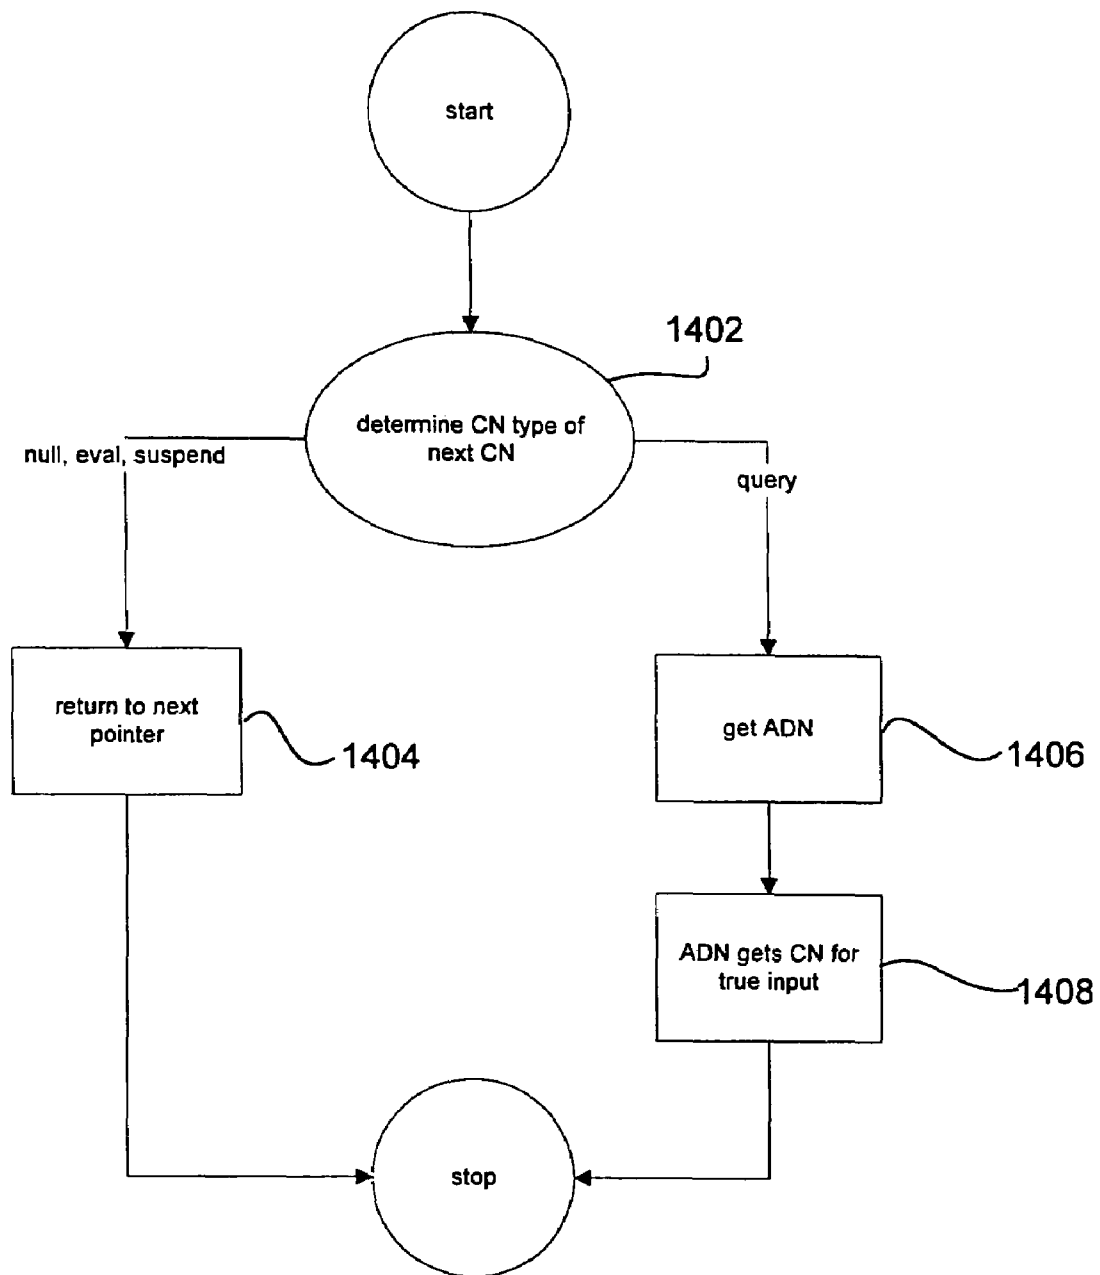 start
1402
determine CN type of
next CN
null, eval, suspend
query
return to next
pointer
1404
get ADN
1406
ADN gets CN for
true input
1408
stop